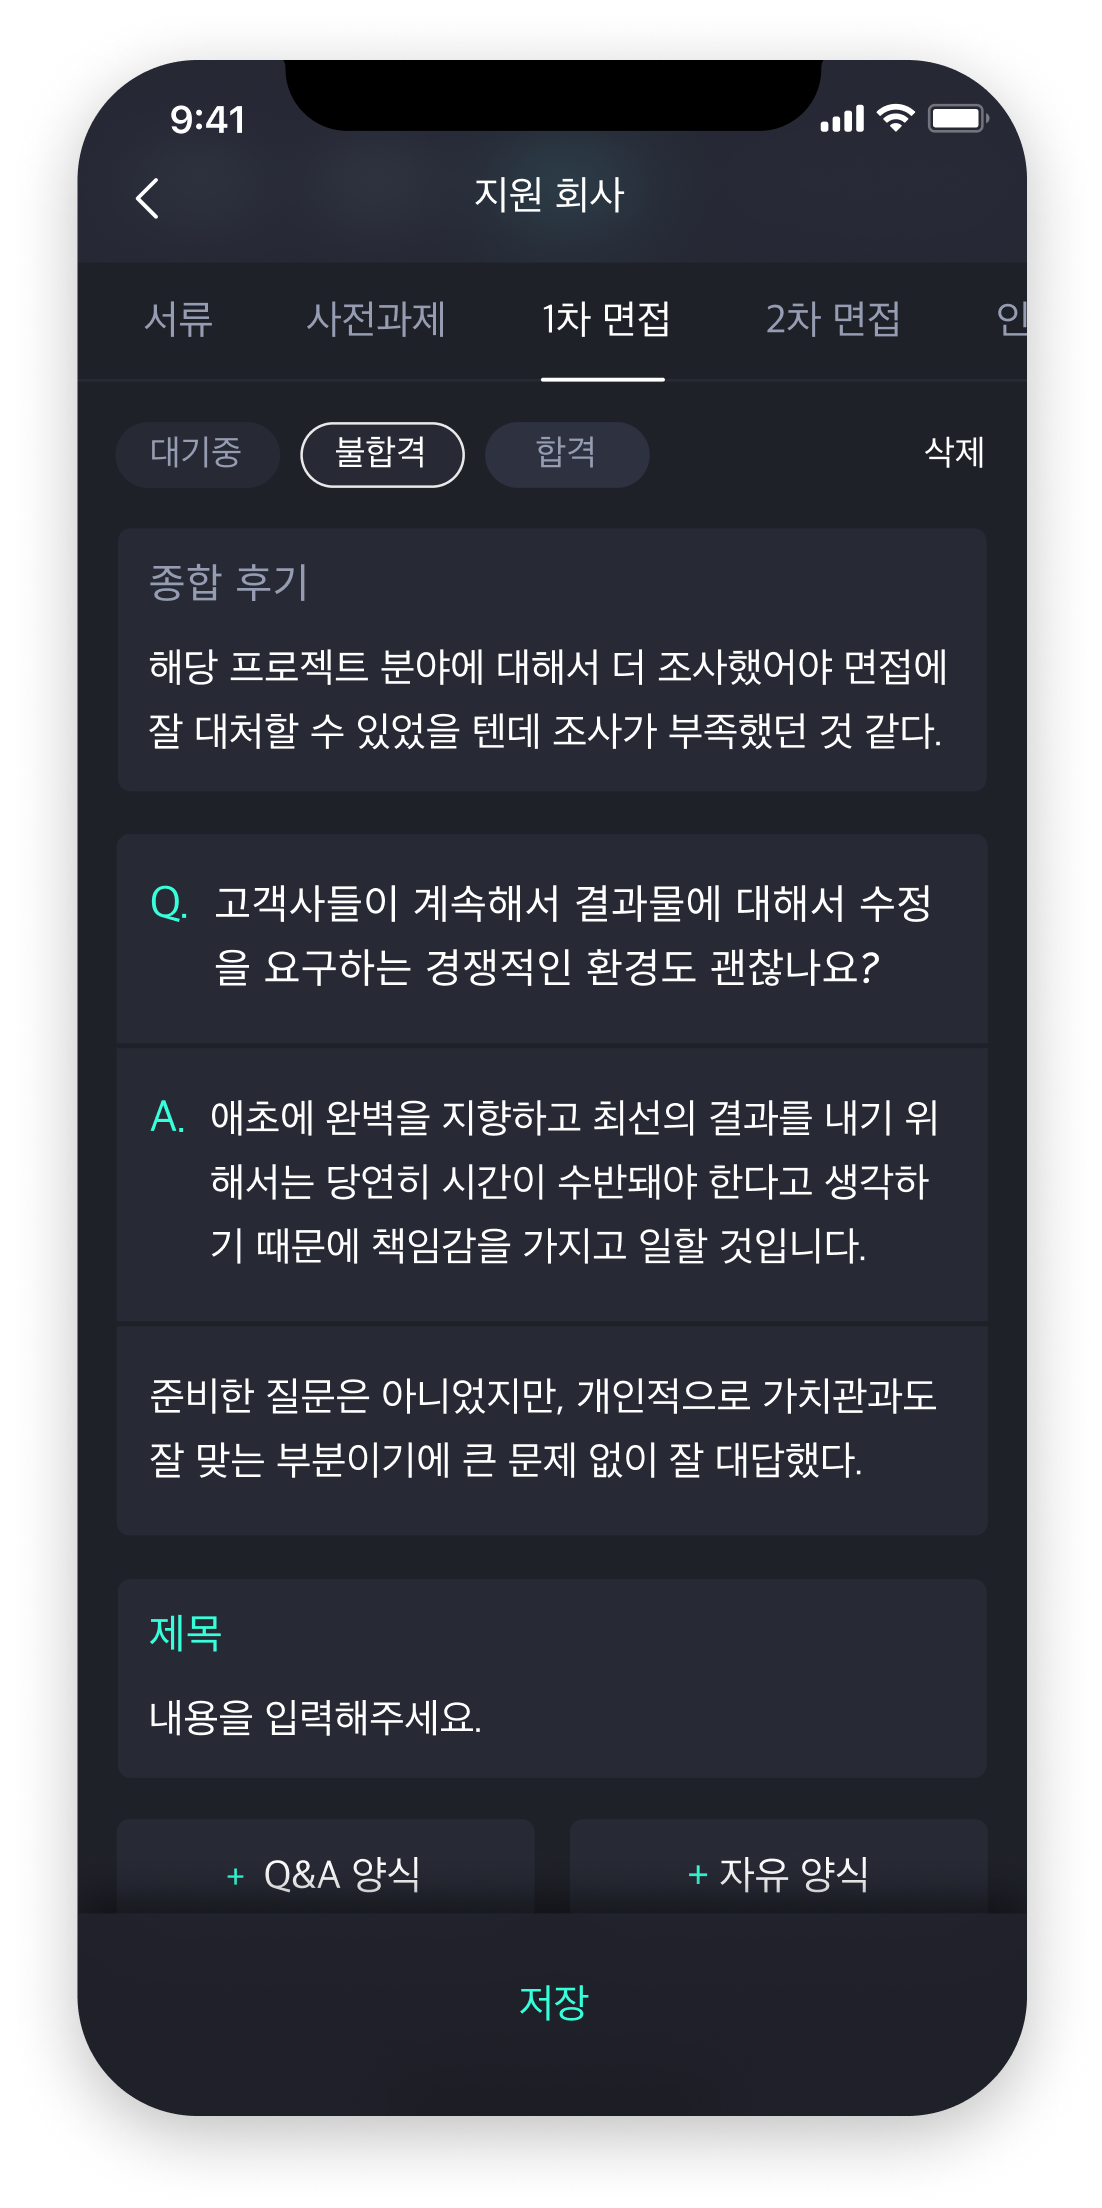 9:41
지원 회사
서류 사전과제 1차 면접 2차 면접 인
대기중 불합격 합격 삭제
종합 후기
해당 프로젝트 분야에 대해서 더 조사했어야 면접에
잘 대처할 수 있었을 텐데 조사가 부족했던 것 같다.
Q. 고객사들이 계속해서 결과물에 대해서 수정
을 요구하는 경쟁적인 환경도 괜찮나요?
A. 애초에 완벽을 지향하고 최선의 결과를 내기 위
해서는 당연히 시간이 수반돼야 한다고 생각하
기 때문에 책임감을 가지고 일할 것입니다.
준비한 질문은 아니었지만, 개인적으로 가치관과도
잘 맞는 부분이기에 큰 문제 없이 잘 대답했다.
제목
내용을 입력해주세요.
+ Q&A 양식 + 자유 양식
저장